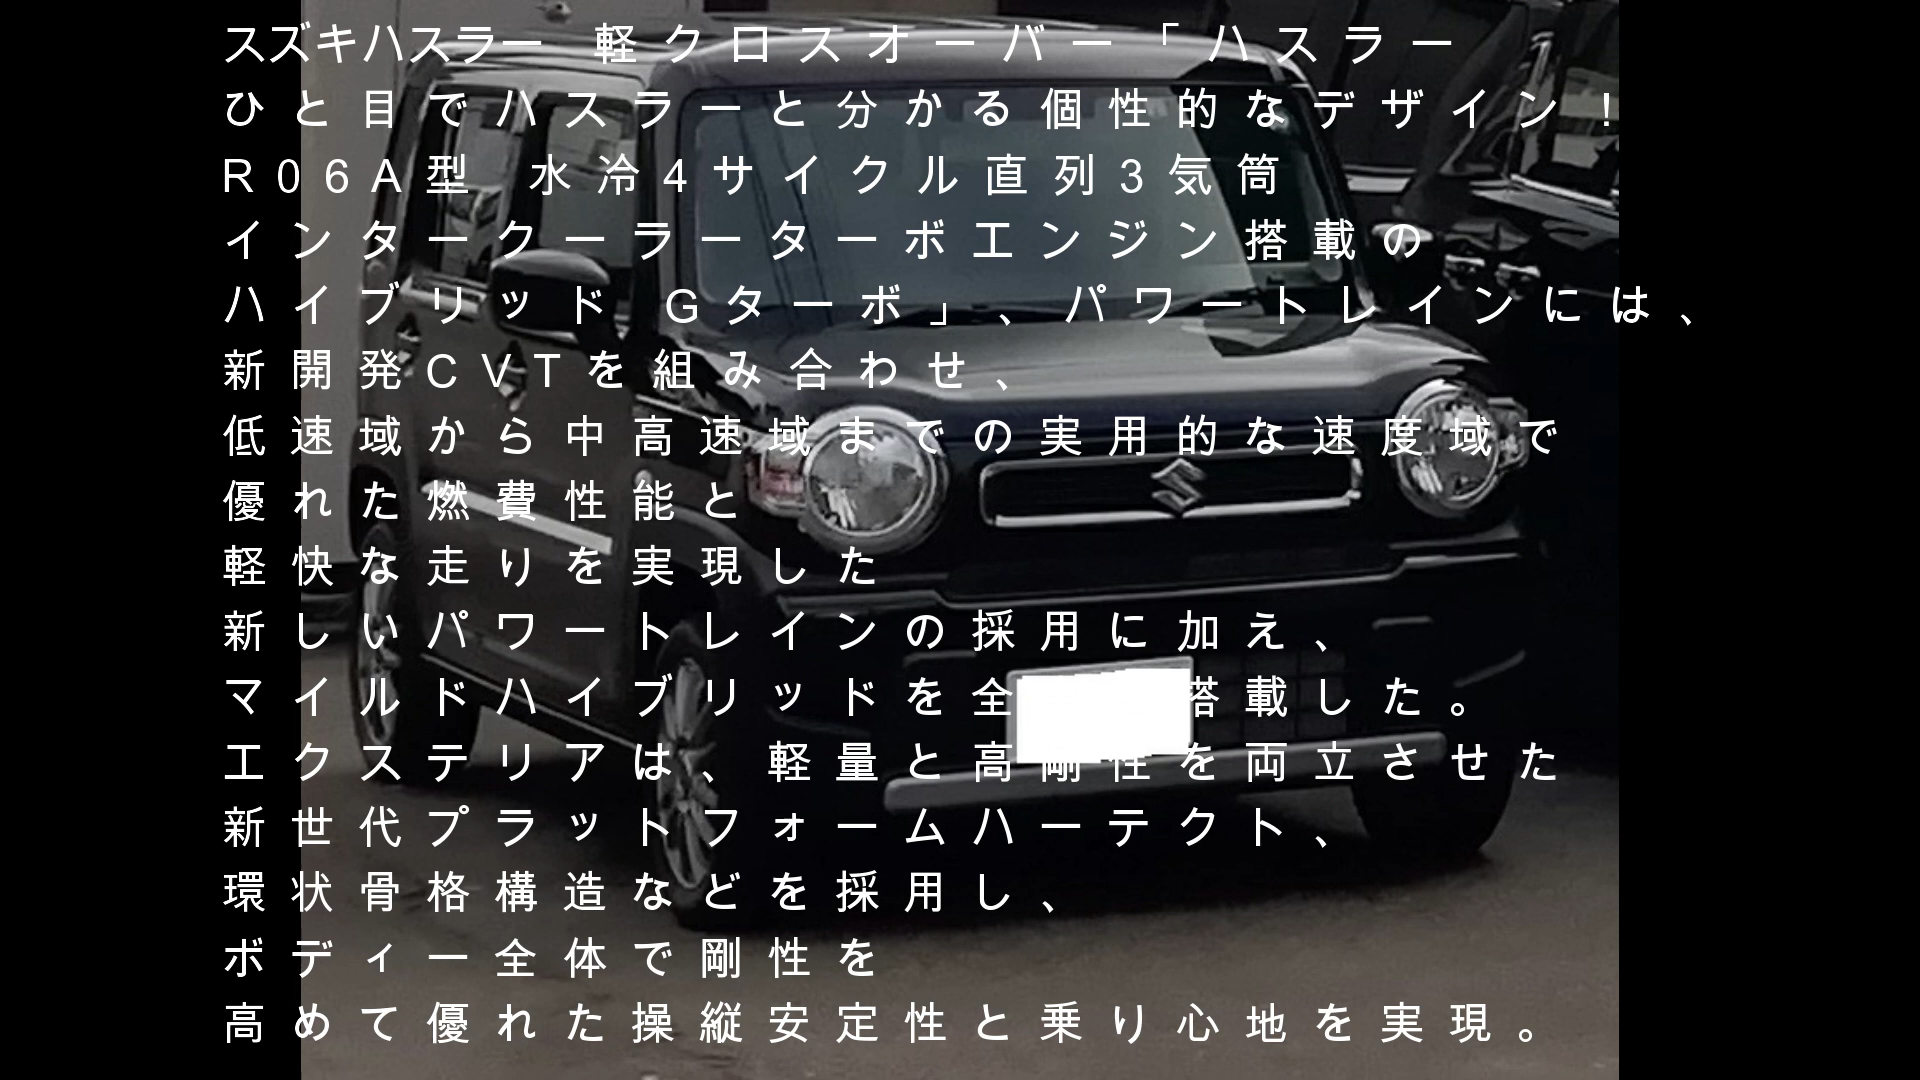 スズキハスラー 軽クロスオーバー「ハスラー
ひと目でハスラーと分かる個性的なデザイン！
R06A型 水冷4サイクル直列3気筒
インタークーラーターボエンジン搭載の
ハイブリッド Gターボ」、パワートレインには、
新開発CVTを組み合わせ、
低速域から中高速域までの実用的な速度域で
優れた燃費性能と
軽快な走りを実現した
新しいパワートレインの採用に加え、
マイルドハイブリッドを全 搭載した。
エクステリアは、軽量と高剛性を両立させた
新世代プラットフォームハーテクト、
環状骨格構造などを採用し、
ボディー全体で剛性を
高めて優れた操縦安定性と乗り心地を実現。